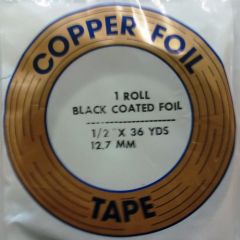 COPPER FOIL
1 ROLL
BLACK COATED FOIL
1/2" X 36 YDS
12.7 MM
TAPE